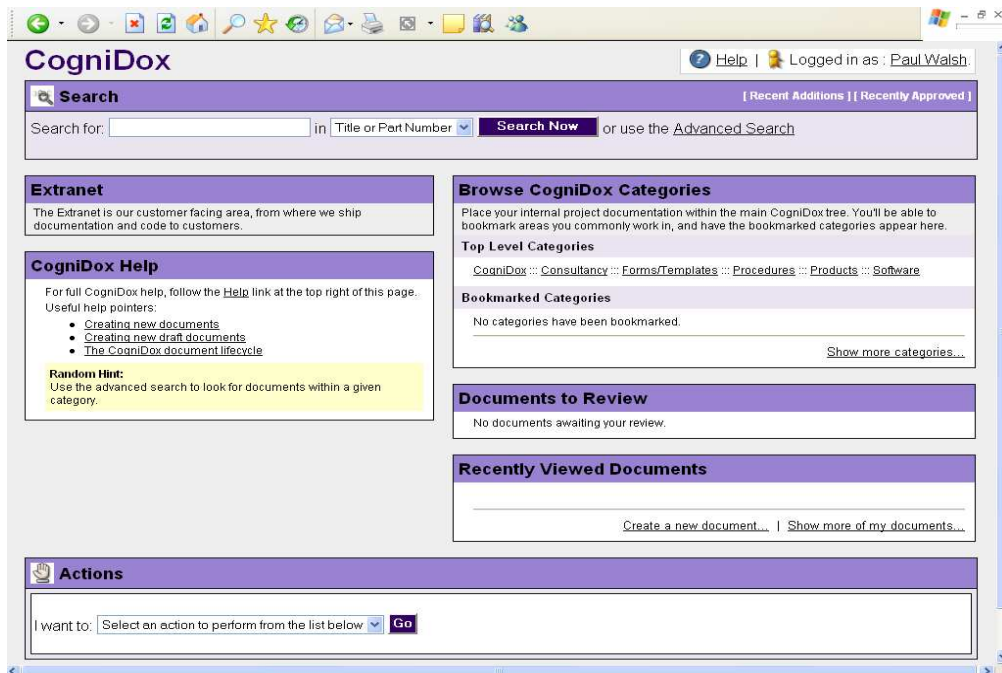 CogniDox
Help | Logged in as : Paul Walsh.
Search
[ Recent Additions ] [ Recently Approved ]
Search for: in Title or Part Number Search Now or use the Advanced Search
Extranet
The Extranet is our customer facing area, from where we ship
documentation and code to customers.
CogniDox Help
For full CogniDox help, follow the Help link at the top right of this page.
Useful help pointers:
• Creating new documents
• Creating new draft documents
• The CogniDox document lifecycle
Random Hint:
Use the advanced search to look for documents within a given
category.
Browse CogniDox Categories
Place your internal project documentation within the main CogniDox tree. You'll be able to
bookmark areas you commonly work in, and have the bookmarked categories appear here.
Top Level Categories
CogniDox ::: Consultancy ::: Forms/Templates ::: Procedures ::: Products ::: Software
Bookmarked Categories
No categories have been bookmarked.
Show more categories...
Documents to Review
No documents awaiting your review.
Recently Viewed Documents
Create a new document... | Show more of my documents...
Actions
I want to: Select an action to perform from the list below Go